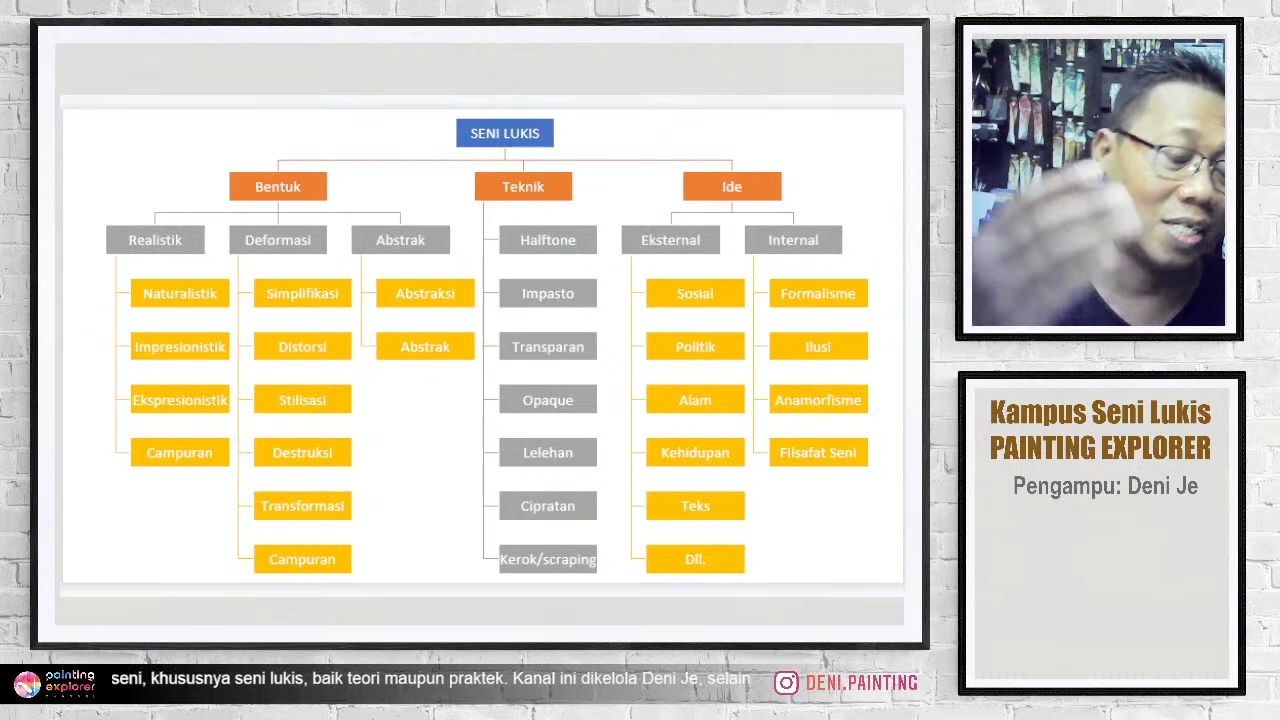 SENI LUKIS
Bentuk
Teknik
Ide
Realistik
Deformasi
Abstrak
Halftone
Eksternal
Internal
Naturalistik
Simplifikasi
Abstraksi
Impasto
Sosial
Formalisme
Impresionistik
Distorsi
Abstrak
Transparan
Politik
Ilusi
Ekspresionistik
Stilisasi
Opaque
Alam
Anamorfisme
Campuran
Destruksi
Lelehan
Kehidupan
Filsafat Seni
Transformasi
Cipratan
Teks
Campuran
Kerok/scraping
Dll.
Kampus Seni Lukis
PAINTING EXPLORER
Pengampu: Deni Je
painting
explorer
CHANNEL
seni, khususnya seni lukis, baik teori maupun praktek. Kanal ini dikelola Deni Je, selain
DENI.PAINTING